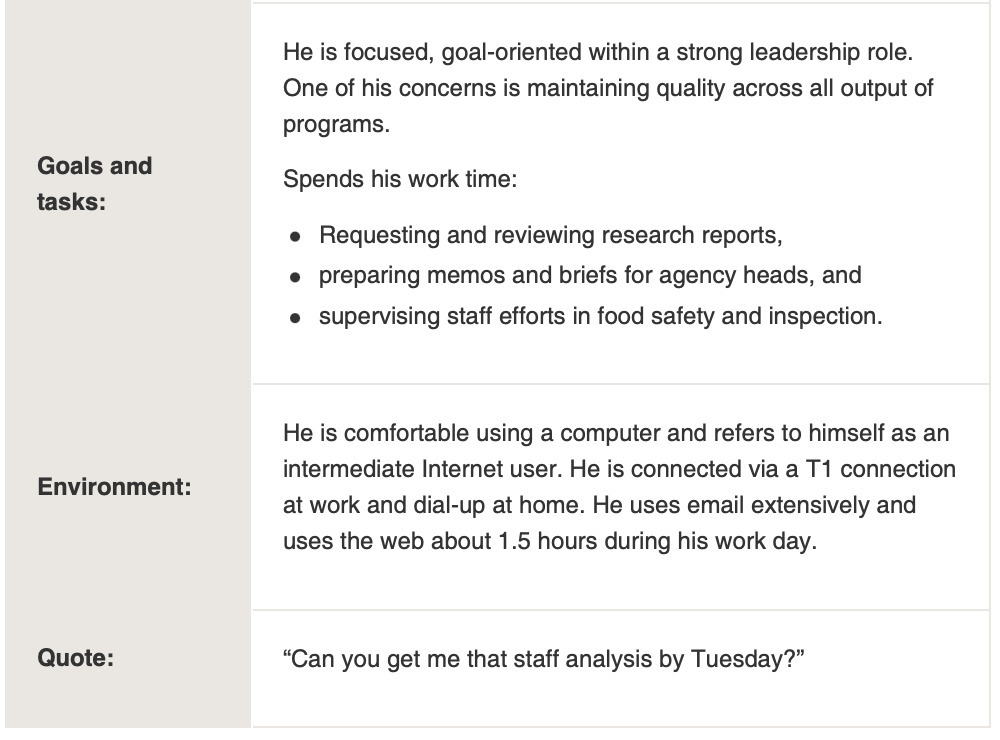 Goals and
tasks:
He is focused, goal-oriented within a strong leadership role.
One of his concerns is maintaining quality across all output of
programs.
Spends his work time:
● Requesting and reviewing research reports,
● preparing memos and briefs for agency heads, and
● supervising staff efforts in food safety and inspection.
Environment:
He is comfortable using a computer and refers to himself as an
intermediate Internet user. He is connected via a T1 connection
at work and dial-up at home. He uses email extensively and
uses the web about 1.5 hours during his work day.
Quote:
“Can you get me that staff analysis by Tuesday?”